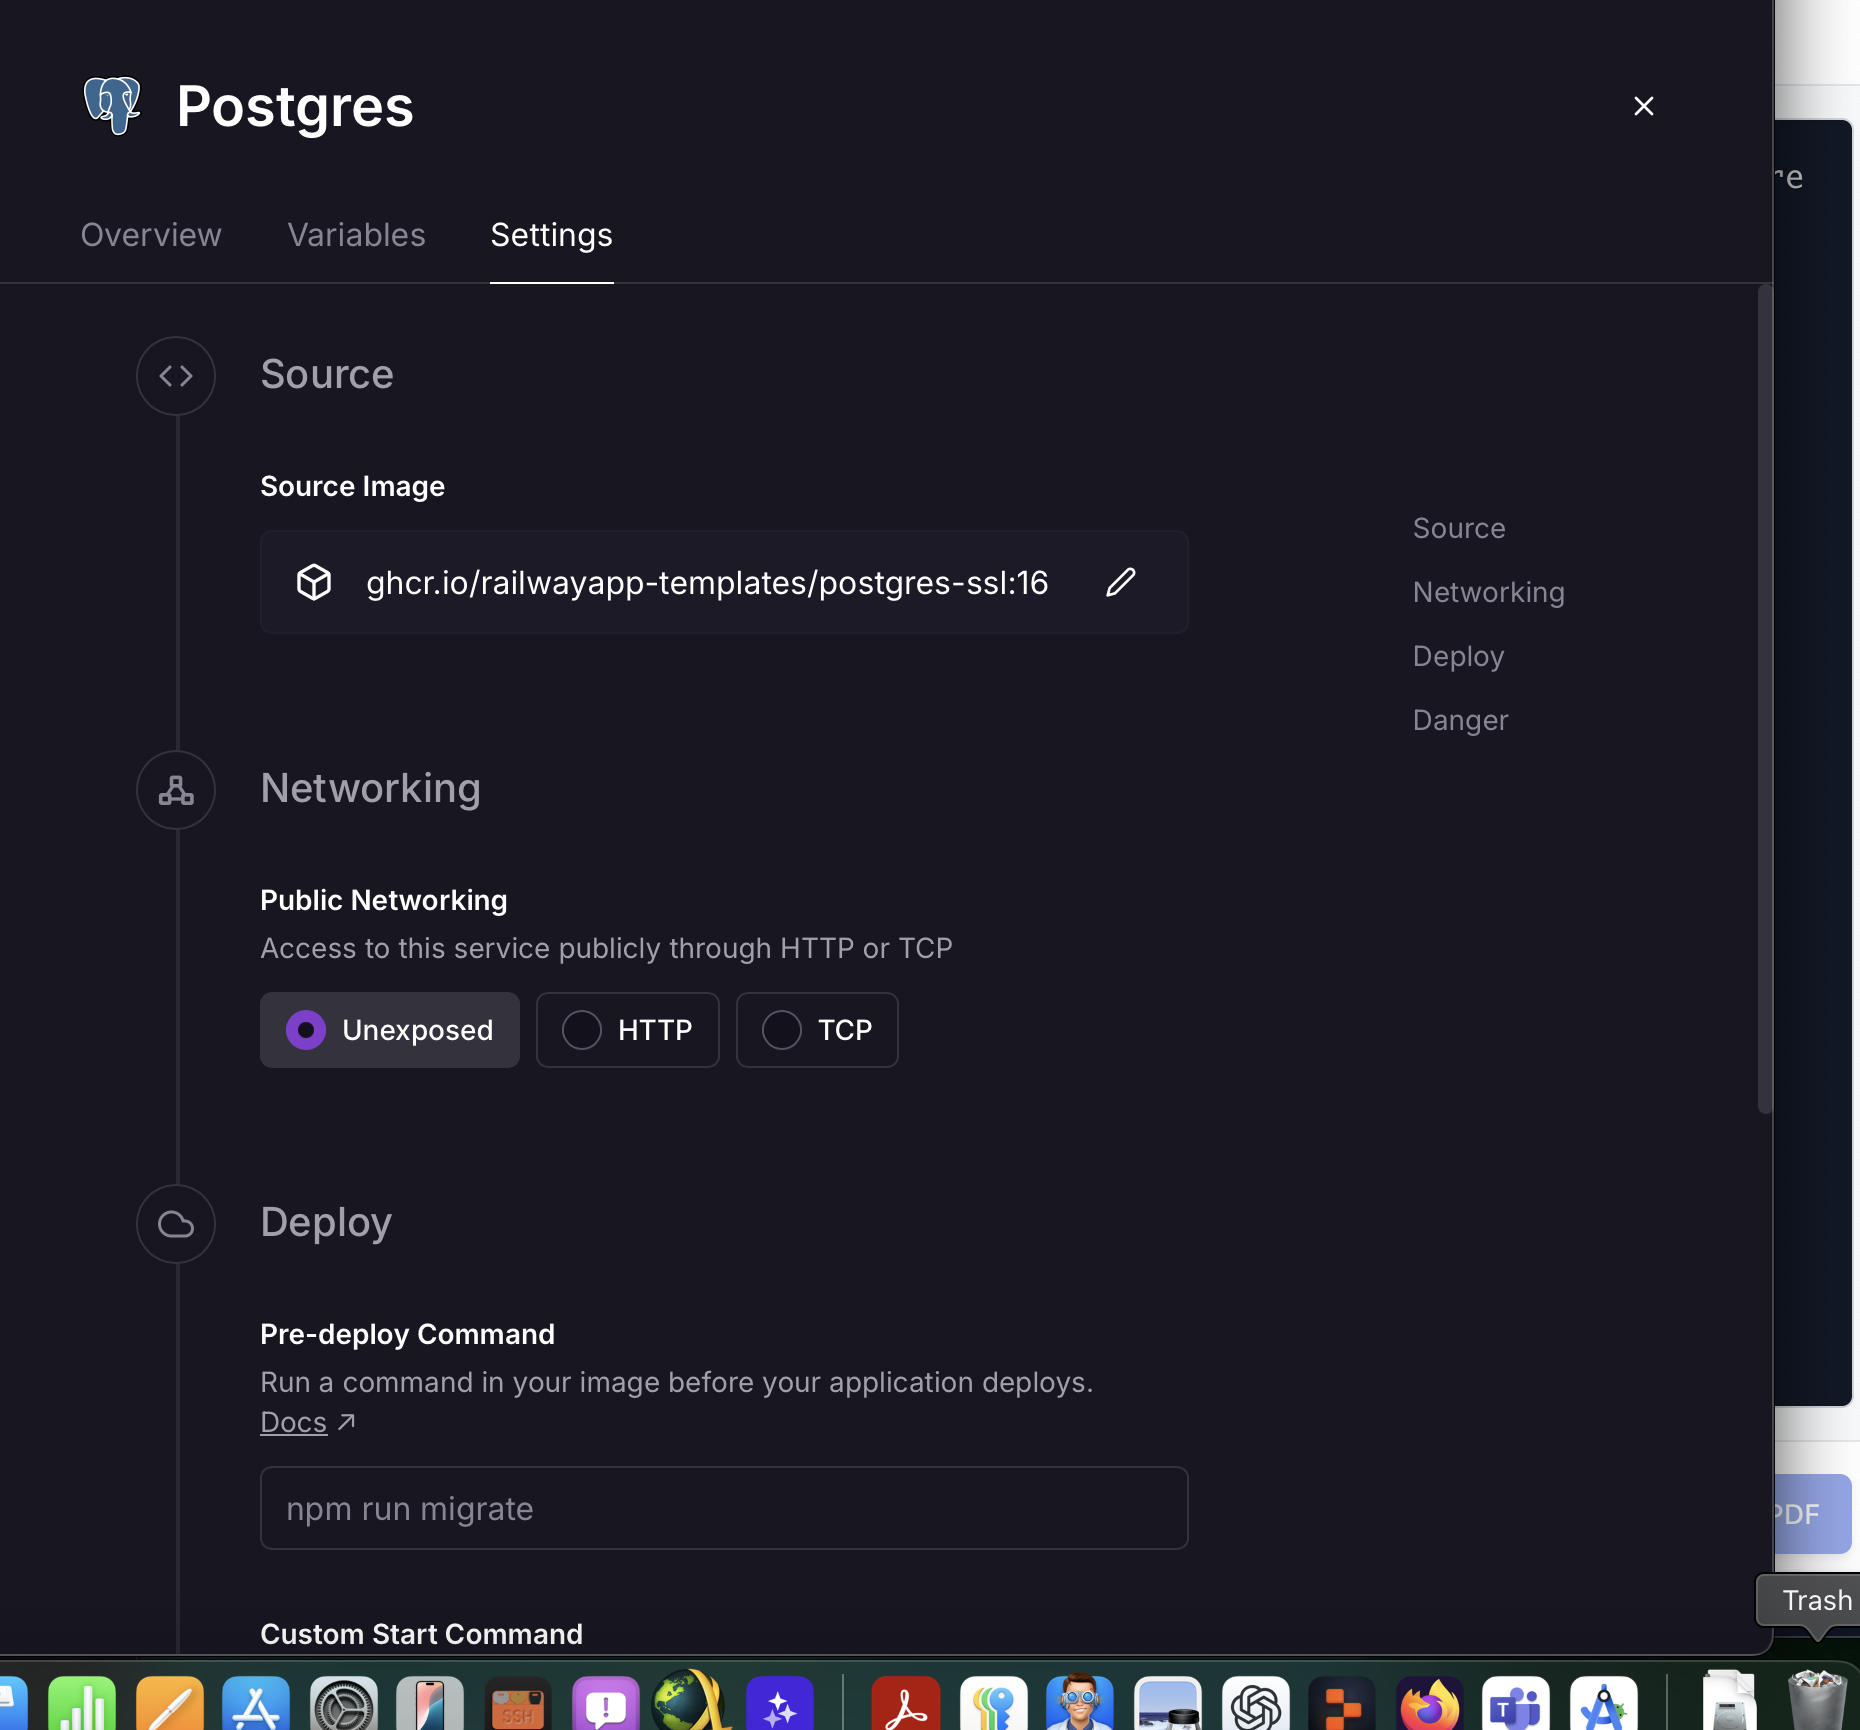 Postgres
Overview
Variables
Settings
Source
Source Image
ghcr.io/railwayapp-templates/postgres-ssl:16
Source
Networking
Deploy
Danger
Networking
Public Networking
Access to this service publicly through HTTP or TCP
Unexposed
HTTP
TCP
Deploy
Pre-deploy Command
Run a command in your image before your application deploys.
Docs ↗
npm run migrate
Custom Start Command
re
PDF
Trash
SSH
T